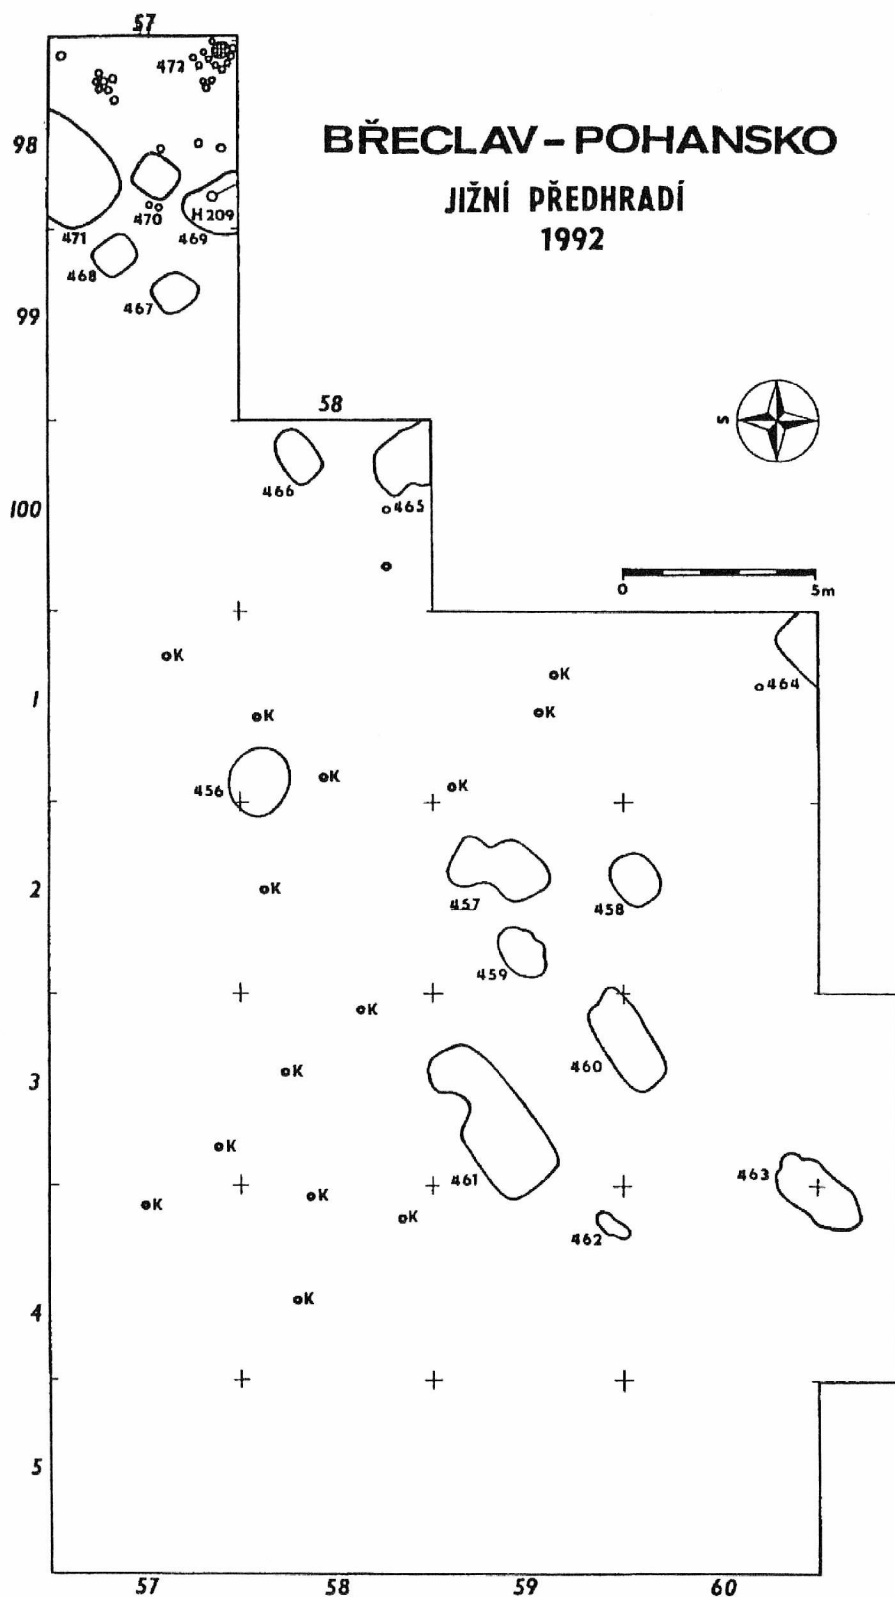 57
472
98
BŘECLAV-POHANSKO
JIŽNÍ PŘEDHRADÍ
1992
H 209
471
470
469
468
467
99
58
S
466
465
100
0 5m
K
K
464
1
K
K
K
K
456
2
K
457
458
459
K
460
3
K
K
461
463
K
K
K
462
4
K
5
57 58 59 60